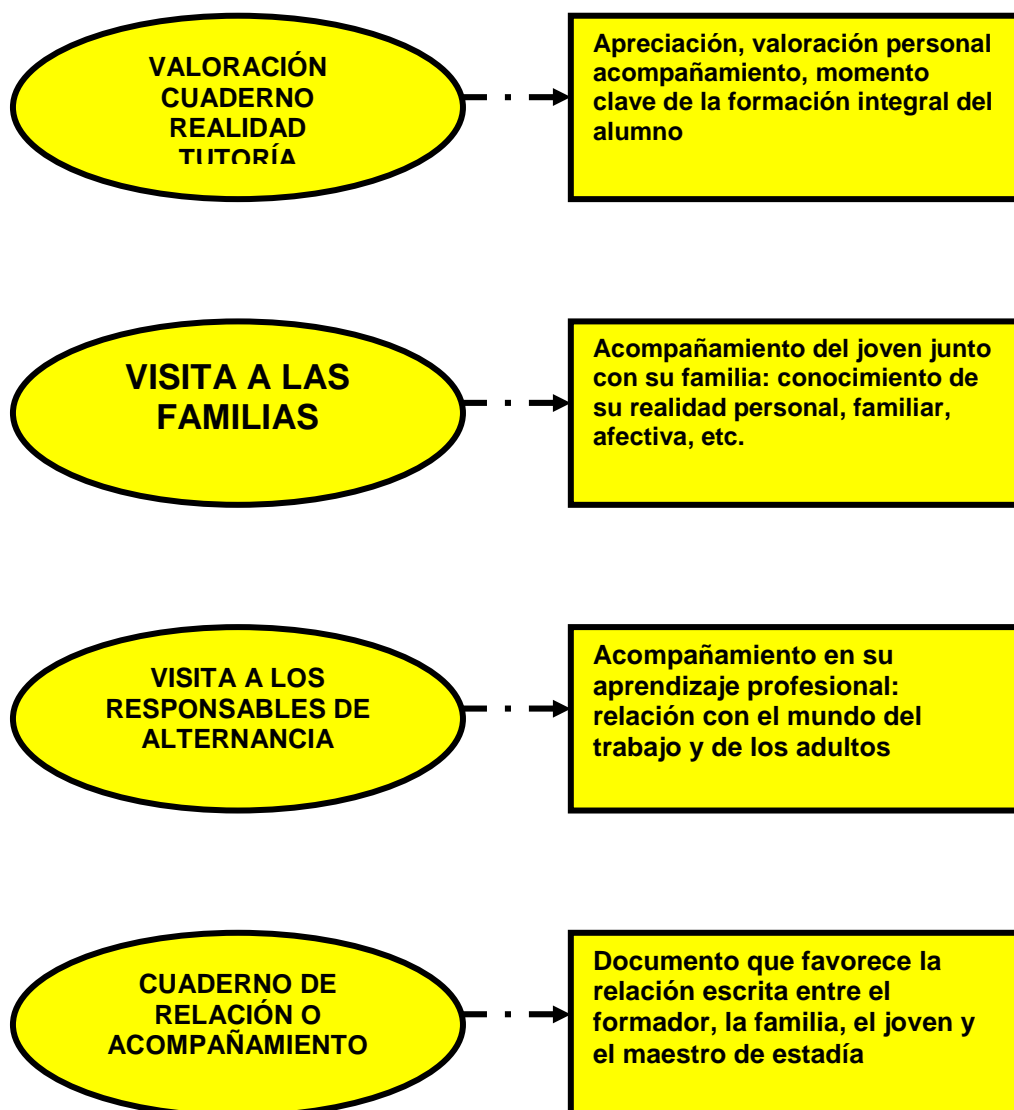 VALORACIÓN
CUADERNO
REALIDAD
TUTORÍA
Apreciación, valoración personal
acompañamiento, momento
clave de la formación integral del
alumno
VISITA A LAS
FAMILIAS
Acompañamiento del joven junto
con su familia: conocimiento de
su realidad personal, familiar,
afectiva, etc.
VISITA A LOS
RESPONSABLES DE
ALTERNANCIA
Acompañamiento en su
aprendizaje profesional:
relación con el mundo del
trabajo y de los adultos
CUADERNO DE
RELACIÓN O
ACOMPAÑAMIENTO
Documento que favorece la
relación escrita entre el
formador, la familia, el joven y
el maestro de estadía